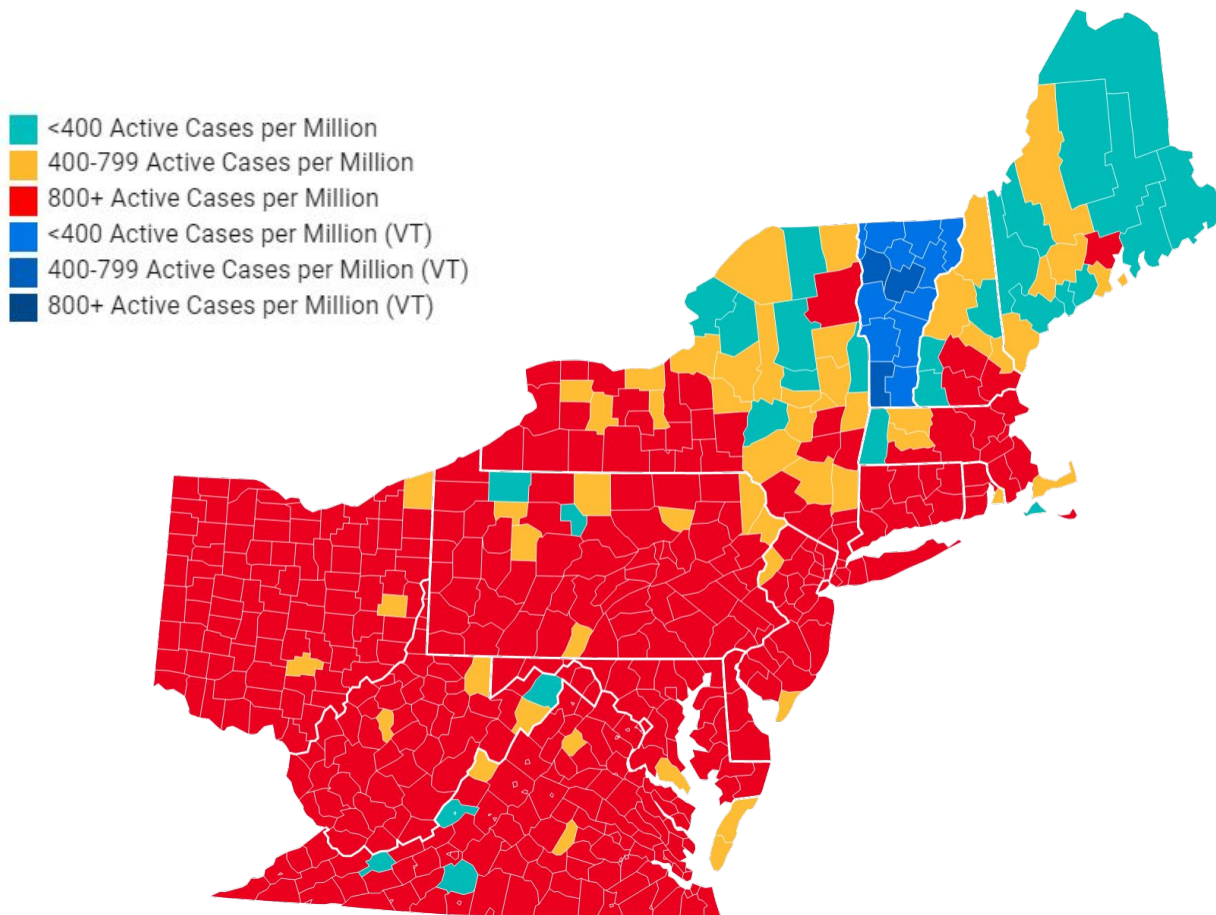 <400 Active Cases per Million
400-799 Active Cases per Million
800+ Active Cases per Million
<400 Active Cases per Million (VT)
400-799 Active Cases per Million (VT)
800+ Active Cases per Million (VT)